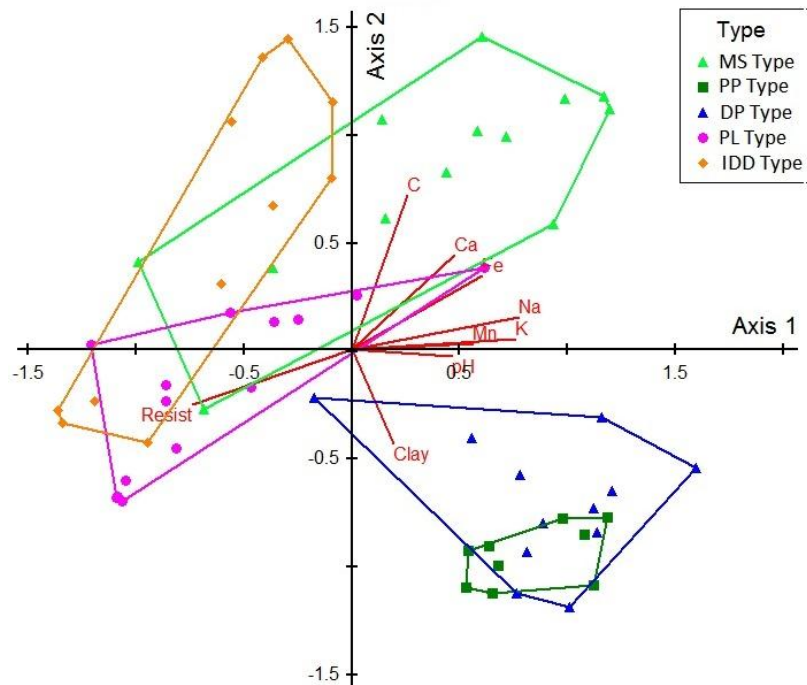 1.5
Axis 2
Type
MS Type
PP Type
DP Type
PL Type
IDD Type
C
0.5
Ca
e
Na
Mn
K
Axis 1
-1.5
-0.5
0.5
1.5
pH
Resist
Clay
-0.5
-1.5